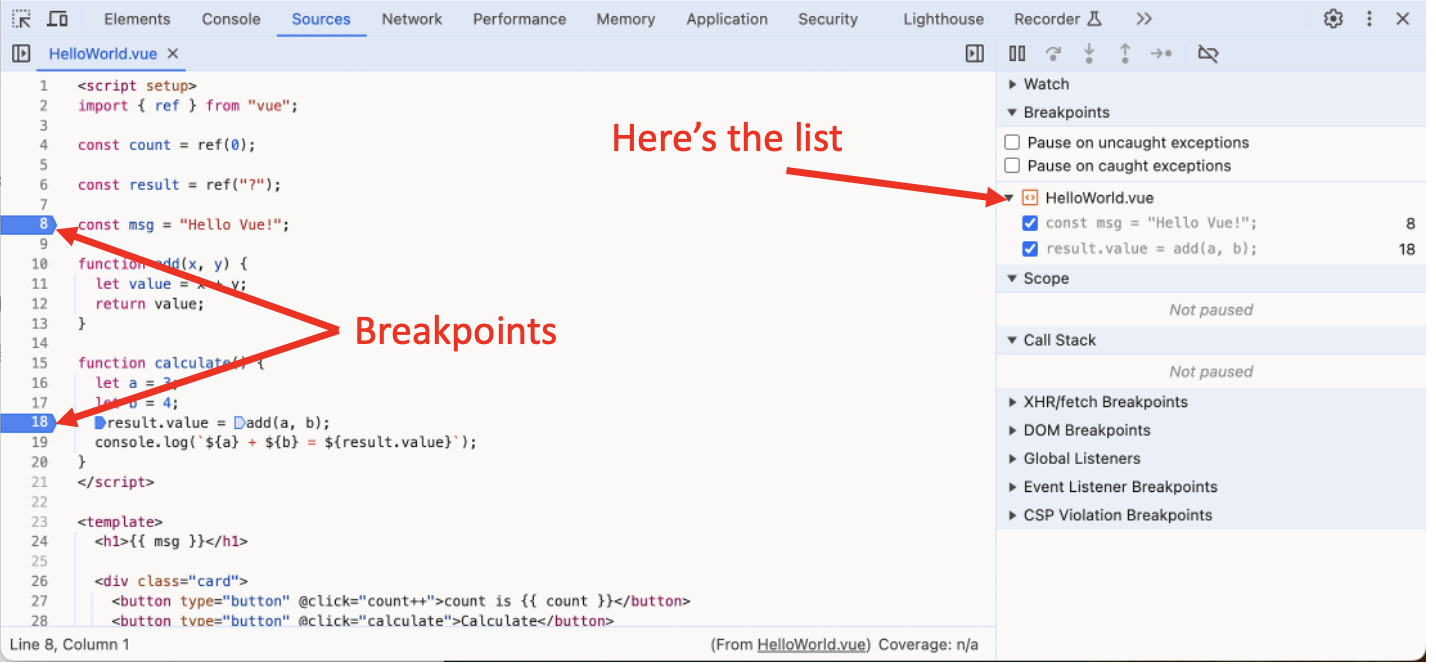 Elements Console Sources Network Performance Memory Application Security Lighthouse Recorder
HelloWorld.vue
1 <script setup>
2 import { ref } from "vue";
3
4 const count = ref(0);
5
6 const result = ref("?");
7
8 const msg = "Hello Vue!";
9
10 function add(x, y) {
11 let value = x + y;
12 return value;
13 }
14
15 function calculate() {
16 let a = 3;
17 let b = 4;
18 result.value = add(a, b);
19 console.log(`${a} + ${b} = ${result.value}`);
20 }
21 </script>
22
23 <template>
24 <h1>{{ msg }}</h1>
25
26 <div class="card">
27 <button type="button" @click="count++">count is {{ count }}</button>
28 <button type="button" @click="calculate">Calculate</button>
Line 8, Column 1
(From HelloWorld.vue) Coverage: n/a
Here's the list
Breakpoints
Watch
Breakpoints
Pause on uncaught exceptions
Pause on caught exceptions
HelloWorld.vue
const msg = "Hello Vue!"; 8
result.value = add(a, b); 18
Scope
Not paused
Call Stack
Not paused
XHR/fetch Breakpoints
DOM Breakpoints
Global Listeners
Event Listener Breakpoints
CSP Violation Breakpoints